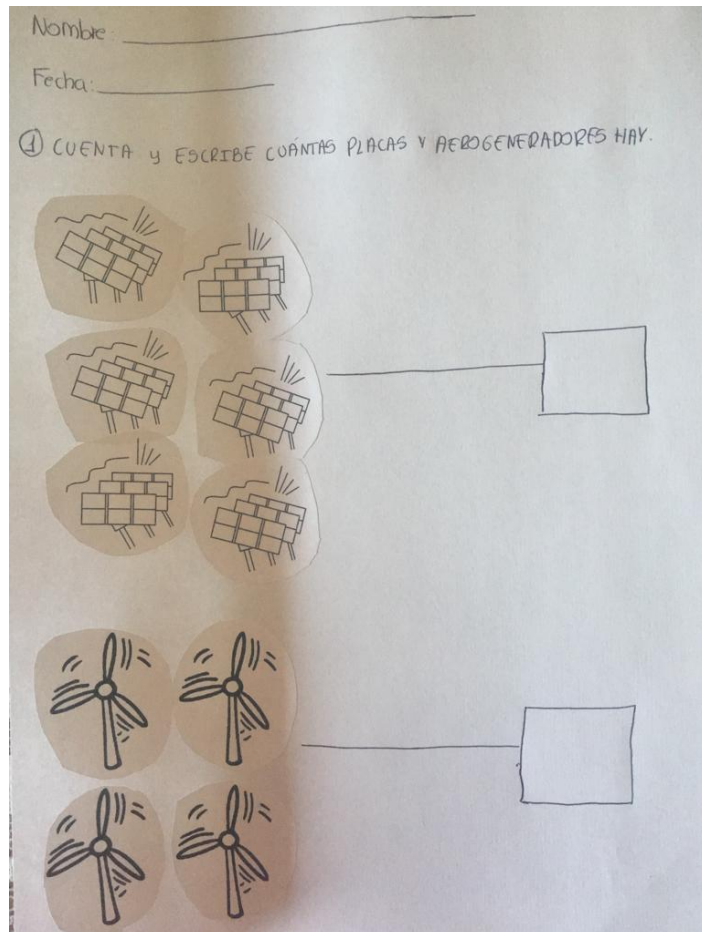 Nombre: 
Fecha: 
① CUENTA y ESCRIBE CUÁNTAS PLACAS Y AEROGENERADORES HAY.